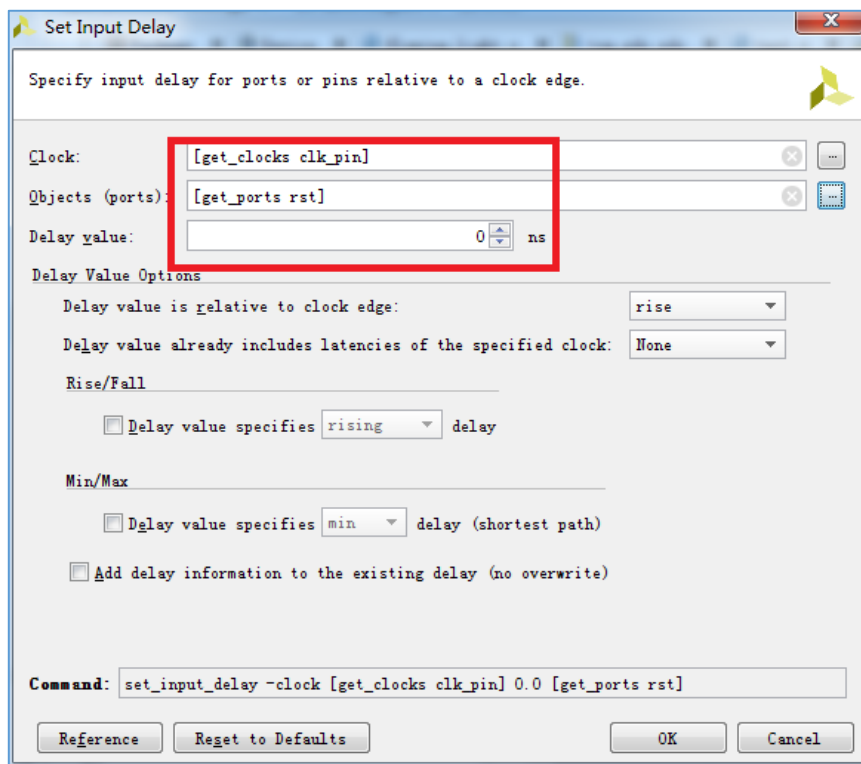 Set Input Delay
Specify input delay for ports or pins relative to a clock edge.
Clock: [get_clocks clk_pin] ...
Objects (ports): [get_ports rst] ...
Delay value: 0 ns
Delay Value Options
Delay value is relative to clock edge: rise
Delay value already includes latencies of the specified clock: None
Rise/Fall
Delay value specifies rising delay
Min/Max
Delay value specifies min delay (shortest path)
Add delay information to the existing delay (no overwrite)
Command: set_input_delay -clock [get_clocks clk_pin] 0.0 [get_ports rst]
Reference Reset to Defaults OK Cancel